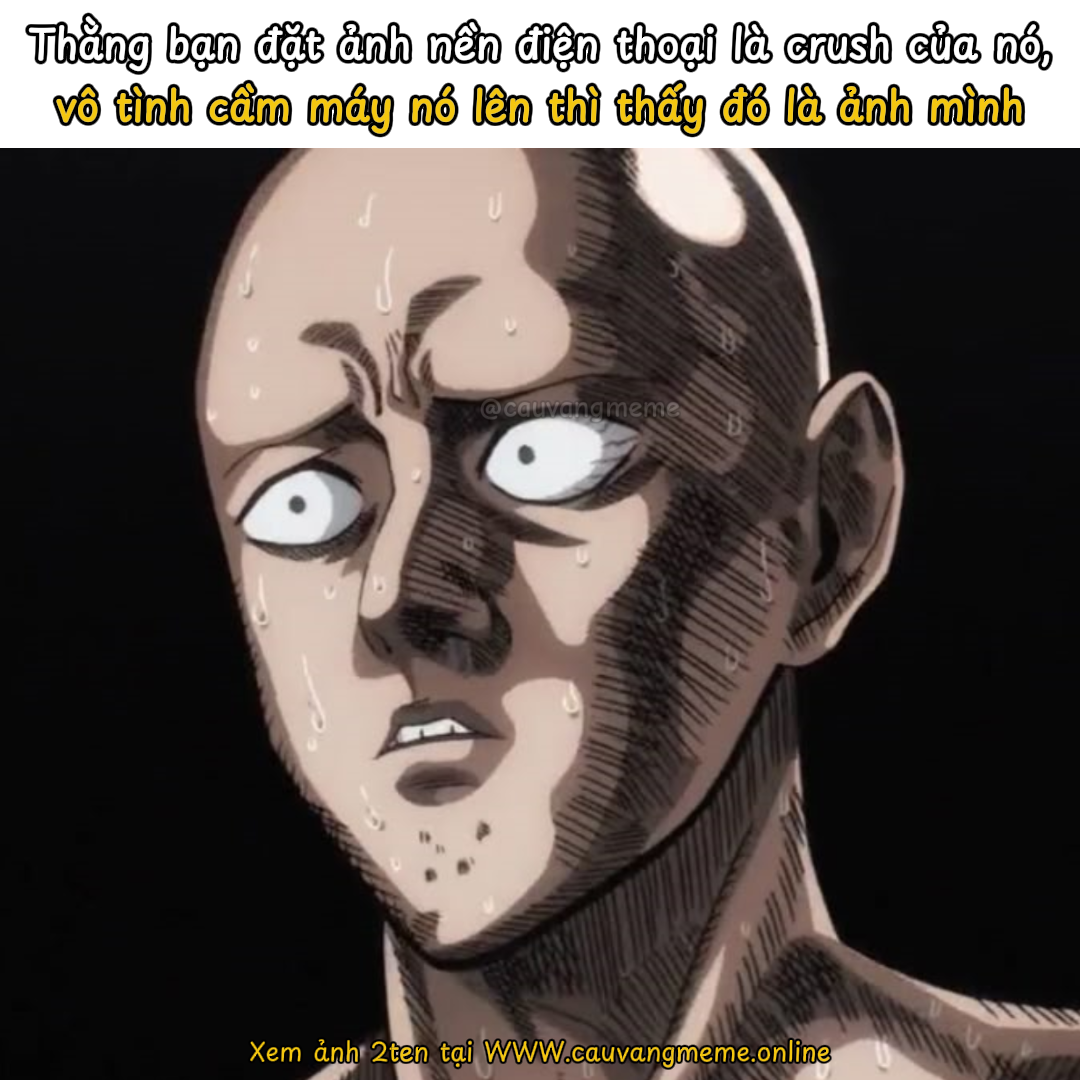 Thằng bạn đặt ảnh nền điện thoại là crush của nó,
vô tình cầm máy nó lên thì thấy đó là ảnh mình
@cauvangmeme
Xem ảnh 2ten tại WWW.cauvangmeme.online